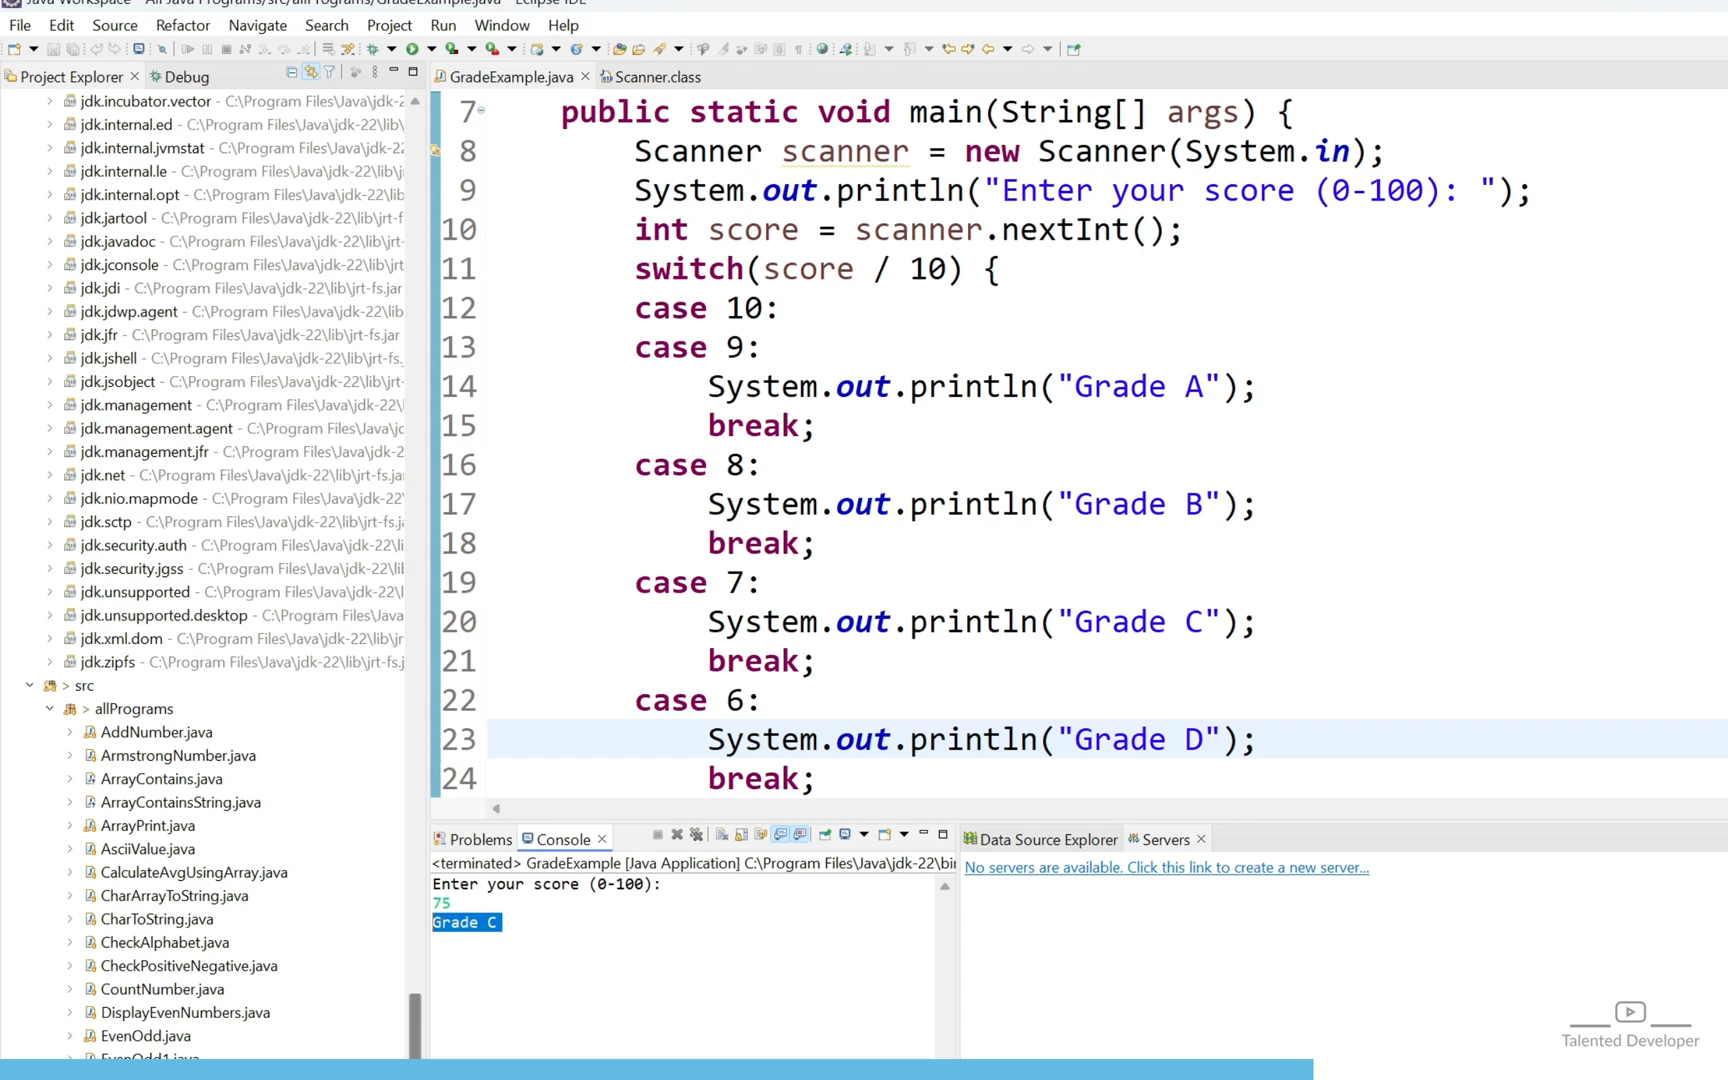 Java Workspace - All Java Programs/src/allPrograms/GradeExample.java - Eclipse IDE
File Edit Source Refactor Navigate Search Project Run Window Help
Project Explorer Debug
jdk.incubator.vector - C:\Program Files\Java\jdk-2
jdk.internal.ed - C:\Program Files\Java\jdk-22\lib\
jdk.internal.jvmstat - C:\Program Files\Java\jdk-22
jdk.internal.le - C:\Program Files\Java\jdk-22\lib\j
jdk.internal.opt - C:\Program Files\Java\jdk-22\lib
jdk.jartool - C:\Program Files\Java\jdk-22\lib\jrt-f
jdk.javadoc - C:\Program Files\Java\jdk-22\lib\jrt-
jdk.jconsole - C:\Program Files\Java\jdk-22\lib\jrt
jdk.jdi - C:\Program Files\Java\jdk-22\lib\jrt-fs.jar
jdk.jdwp.agent - C:\Program Files\Java\jdk-22\lib
jdk.jfr - C:\Program Files\Java\jdk-22\lib\jrt-fs.jar
jdk.jshell - C:\Program Files\Java\jdk-22\lib\jrt-fs.
jdk.jsobject - C:\Program Files\Java\jdk-22\lib\jrt-
jdk.management - C:\Program Files\Java\jdk-22\l
jdk.management.agent - C:\Program Files\Java\jc
jdk.management.jfr - C:\Program Files\Java\jdk-2
jdk.net - C:\Program Files\Java\jdk-22\lib\jrt-fs.ja
jdk.nio.mapmode - C:\Program Files\Java\jdk-22\
jdk.sctp - C:\Program Files\Java\jdk-22\lib\jrt-fs.j
jdk.security.auth - C:\Program Files\Java\jdk-22\li
jdk.security.jgss - C:\Program Files\Java\jdk-22\li
jdk.unsupported - C:\Program Files\Java\jdk-22\l
jdk.unsupported.desktop - C:\Program Files\Java\
jdk.xml.dom - C:\Program Files\Java\jdk-22\lib\jr
jdk.zipfs - C:\Program Files\Java\jdk-22\lib\jrt-fs.j
> src
> allPrograms
AddNumber.java
ArmstrongNumber.java
ArrayContains.java
ArrayContainsString.java
ArrayPrint.java
AsciiValue.java
CalculateAvgUsingArray.java
CharArrayToString.java
CharToString.java
CheckAlphabet.java
CheckPositiveNegative.java
CountNumber.java
DisplayEvenNumbers.java
EvenOdd.java
EvenOdd1.java
GradeExample.java Scanner.class
7 public static void main(String[] args) {
8 Scanner scanner = new Scanner(System.in);
9 System.out.println("Enter your score (0-100): ");
10 int score = scanner.nextInt();
11 switch(score / 10) {
12 case 10:
13 case 9:
14 System.out.println("Grade A");
15 break;
16 case 8:
17 System.out.println("Grade B");
18 break;
19 case 7:
20 System.out.println("Grade C");
21 break;
22 case 6:
23 System.out.println("Grade D");
24 break;
Problems Console
<terminated> GradeExample [Java Application] C:\Program Files\Java\jdk-22\bin
Enter your score (0-100):
75
Grade C
Data Source Explorer Servers
No servers are available. Click this link to create a new server...
Talented Developer